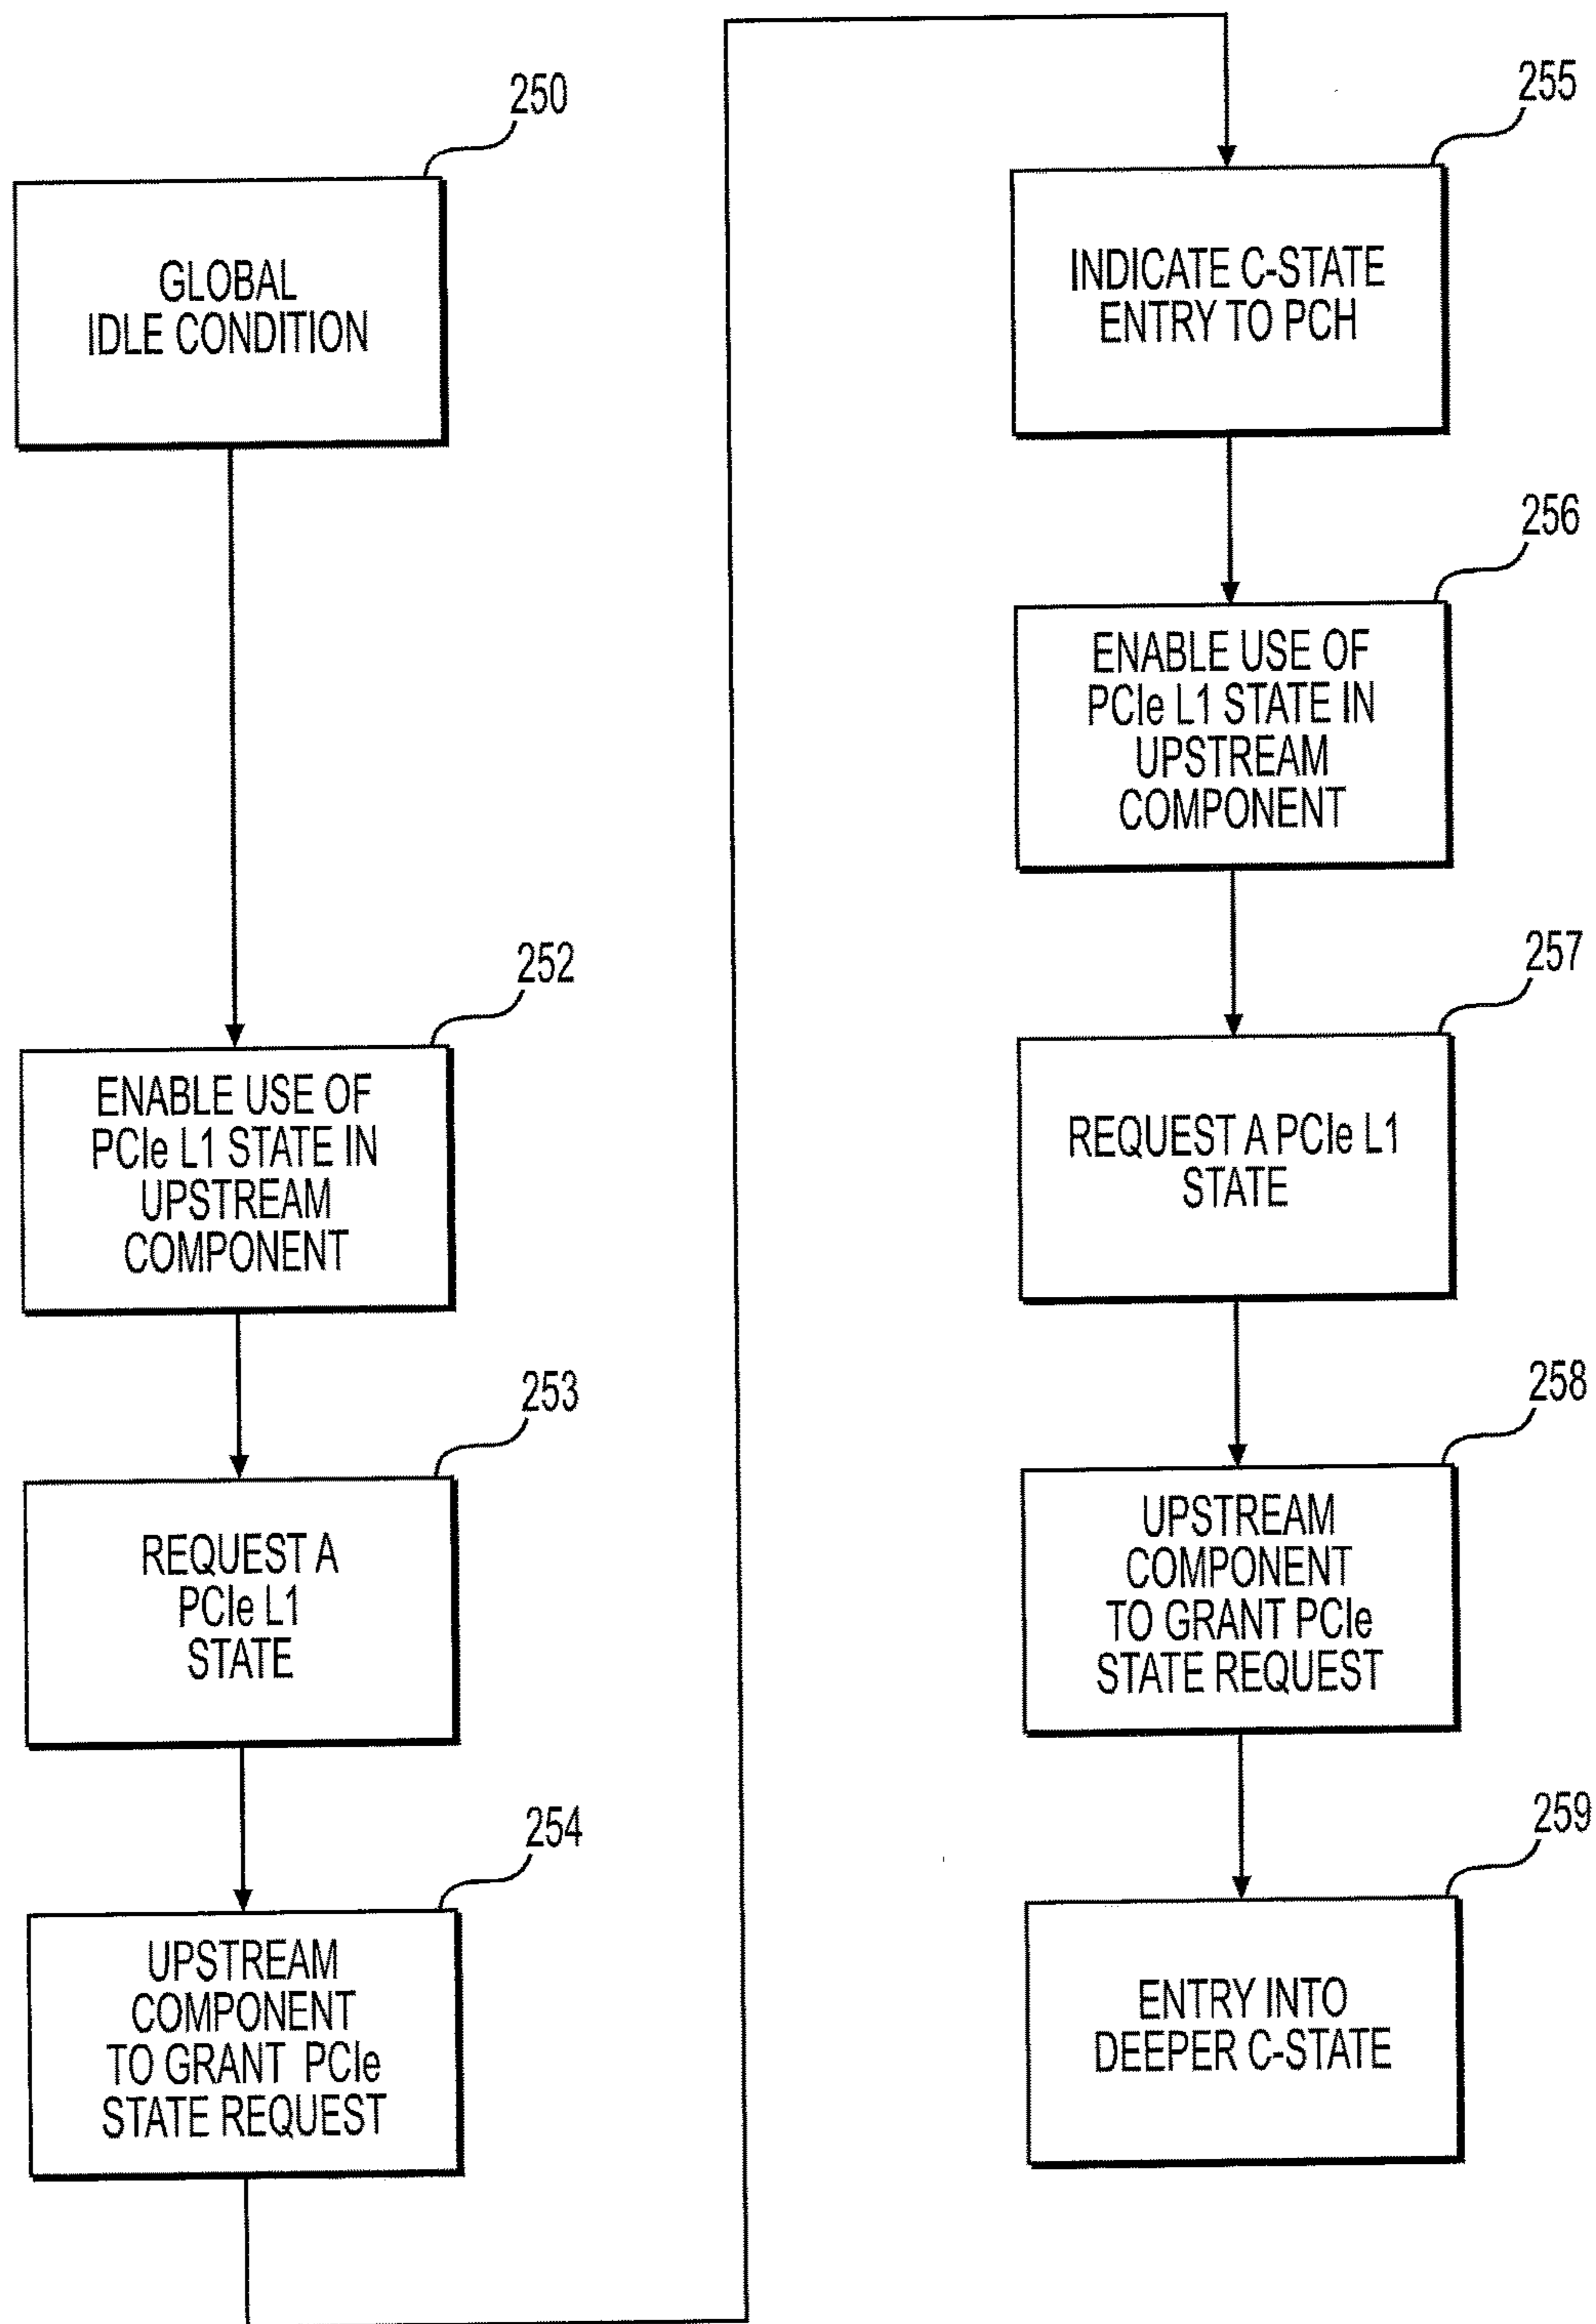 250
GLOBAL
IDLE CONDITION
252
ENABLE USE OF
PCIe L1 STATE IN
UPSTREAM
COMPONENT
253
REQUEST A
PCIe L1
STATE
254
UPSTREAM
COMPONENT
TO GRANT PCIe
STATE REQUEST
255
INDICATE C-STATE
ENTRY TO PCH
256
ENABLE USE OF
PCIe L1 STATE IN
UPSTREAM
COMPONENT
257
REQUEST A PCIe L1
STATE
258
UPSTREAM
COMPONENT
TO GRANT PCIe
STATE REQUEST
259
ENTRY INTO
DEEPER C-STATE